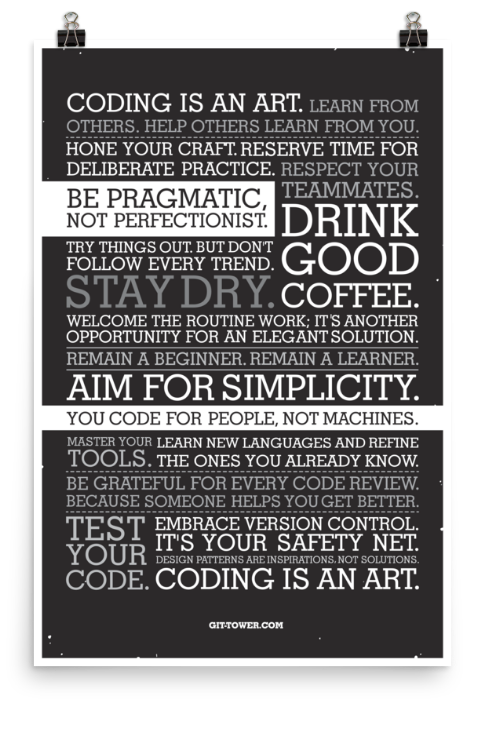 CODING IS AN ART. LEARN FROM
OTHERS. HELP OTHERS LEARN FROM YOU.
HONE YOUR CRAFT. RESERVE TIME FOR
DELIBERATE PRACTICE. RESPECT YOUR
TEAMMATES.
BE PRAGMATIC,
NOT PERFECTIONIST.
DRINK
GOOD
COFFEE.
TRY THINGS OUT. BUT DON'T
FOLLOW EVERY TREND.
STAY DRY.
WELCOME THE ROUTINE WORK; IT'S ANOTHER
OPPORTUNITY FOR AN ELEGANT SOLUTION.
REMAIN A BEGINNER. REMAIN A LEARNER.
AIM FOR SIMPLICITY.
YOU CODE FOR PEOPLE, NOT MACHINES.
MASTER YOUR
TOOLS.
LEARN NEW LANGUAGES AND REFINE
THE ONES YOU ALREADY KNOW.
BE GRATEFUL FOR EVERY CODE REVIEW.
BECAUSE SOMEONE HELPS YOU GET BETTER.
TEST
YOUR
CODE.
EMBRACE VERSION CONTROL.
IT'S YOUR SAFETY NET.
DESIGN PATTERNS ARE INSPIRATIONS, NOT SOLUTIONS.
CODING IS AN ART.
GIT-TOWER.COM